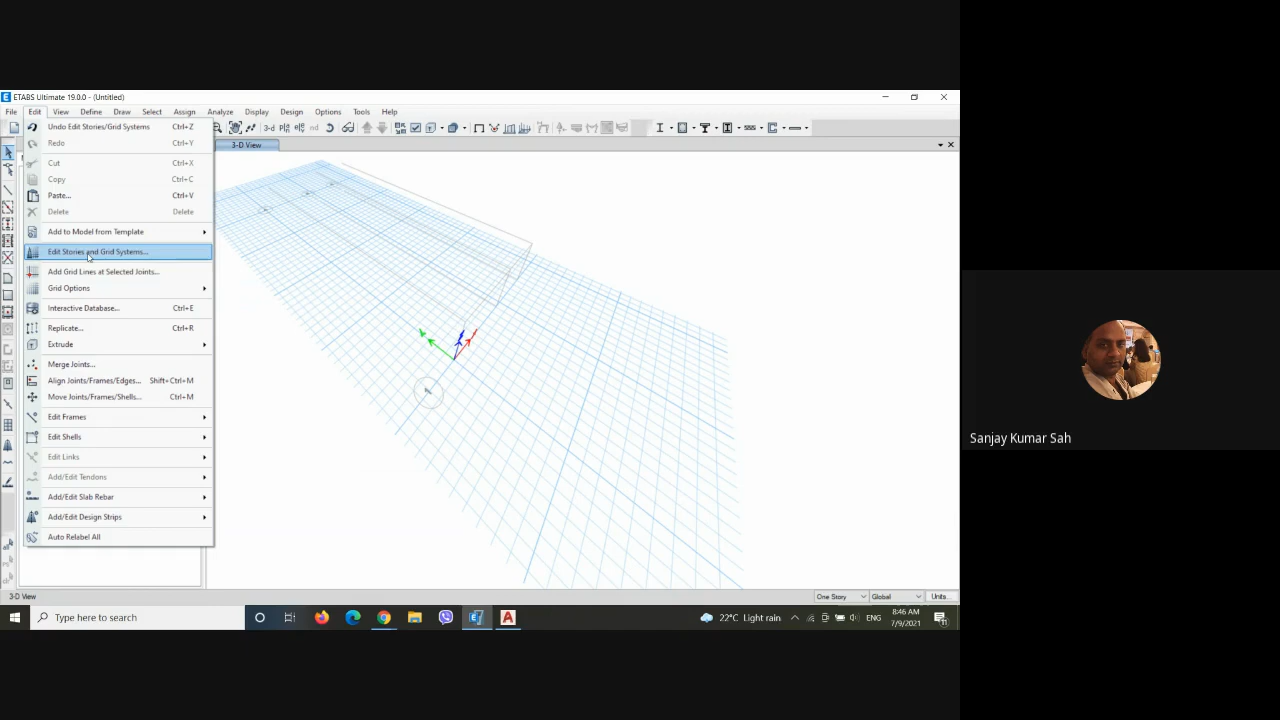 ETABS Ultimate 19.0.0 - (Untitled)
File Edit View Define Draw Select Assign Analyze Display Design Options Tools Help
Undo Edit Stories/Grid Systems Ctrl+Z
3-d
nd
Redo Ctrl+Y
3-D View
Cut Ctrl+X
Copy Ctrl+C
Paste... Ctrl+V
Delete Delete
Add to Model from Template
Edit Stories and Grid Systems...
Add Grid Lines at Selected Joints...
Grid Options
Interactive Database... Ctrl+E
Replicate... Ctrl+R
Extrude
Merge Joints...
Align Joints/Frames/Edges... Shift+Ctrl+M
Move Joints/Frames/Shells... Ctrl+M
Edit Frames
Edit Shells
Edit Links
Add/Edit Tendons
Add/Edit Slab Rebar
Add/Edit Design Strips
Auto Relabel All
Sanjay Kumar Sah
3-D View One Story Global Units...
Type here to search
22°C Light rain
ENG
8:46 AM
7/9/2021